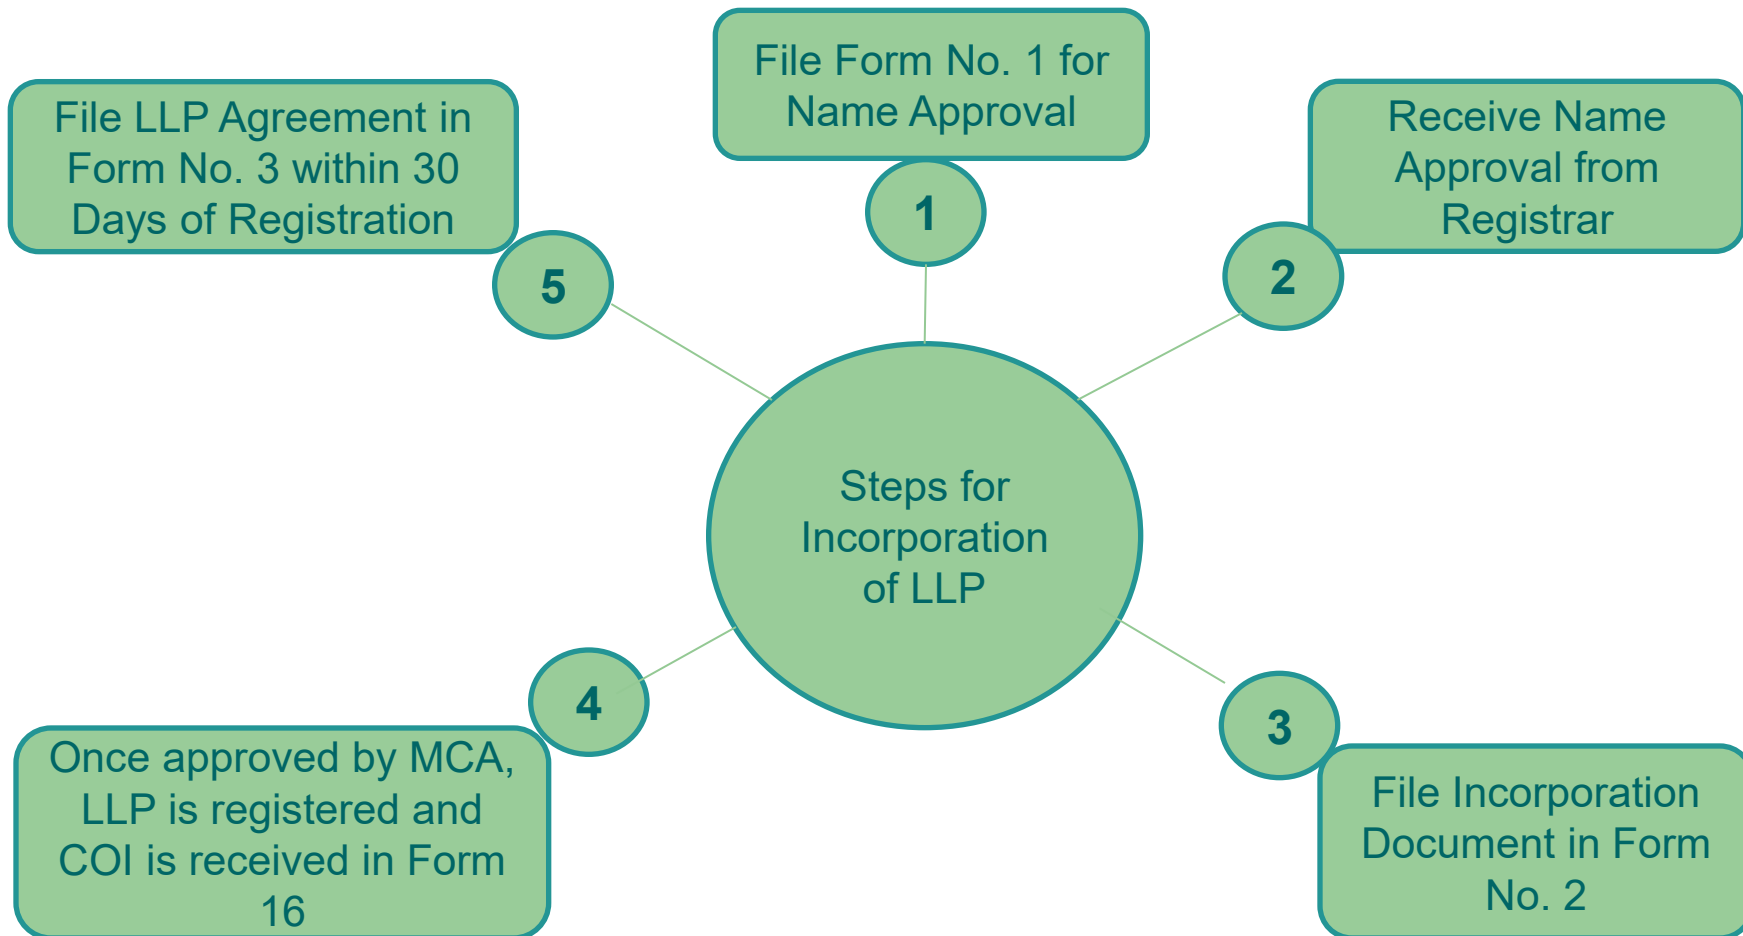 File Form No. 1 for
Name Approval
1
Receive Name
Approval from
Registrar
2
File Incorporation
Document in Form
No. 2
3
Once approved by MCA,
LLP is registered and
COI is received in Form
16
4
File LLP Agreement in
Form No. 3 within 30
Days of Registration
5
Steps for
Incorporation
of LLP